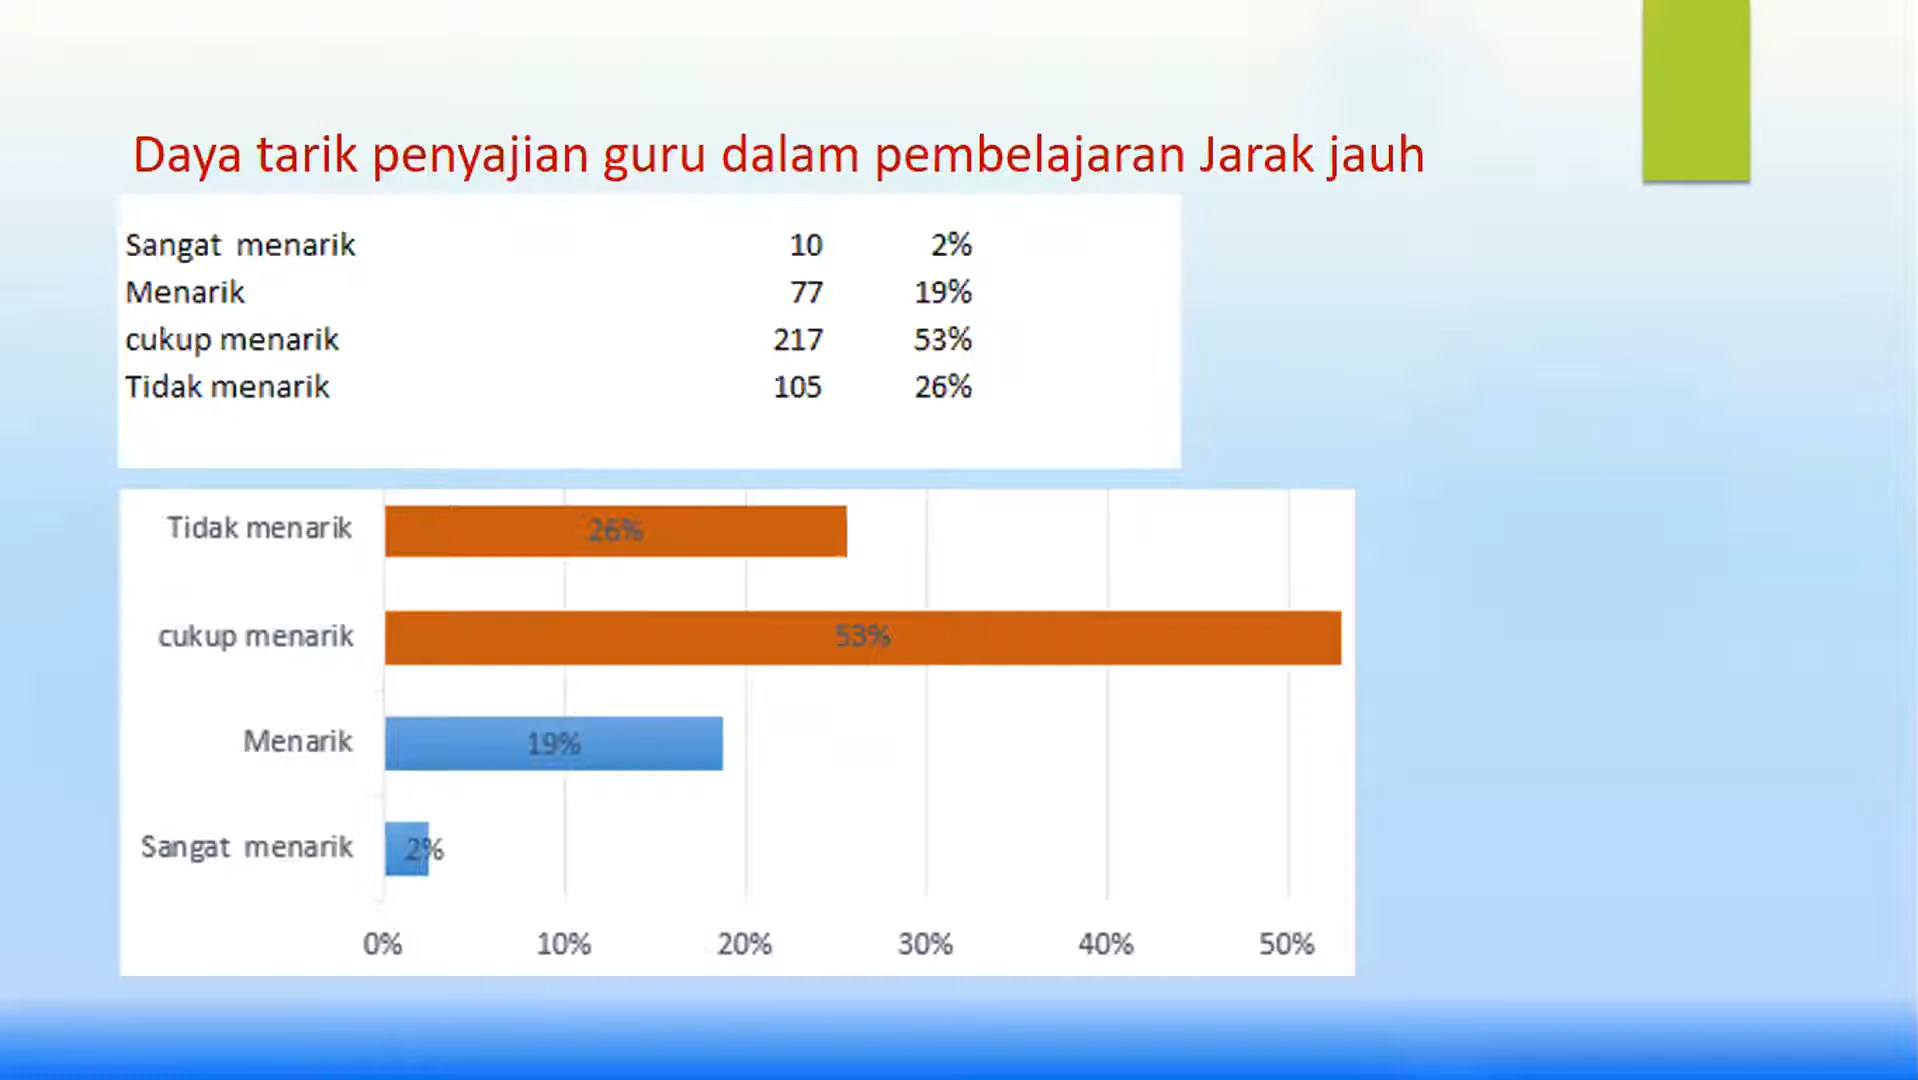 Daya tarik penyajian guru dalam pembelajaran Jarak jauh
Sangat  menarik 10 2%
Menarik 77 19%
cukup menarik 217 53%
Tidak menarik 105 26%
Tidak menarik 26%
cukup menarik 53%
Menarik 19%
Sangat  menarik 2%
0% 10% 20% 30% 40% 50%